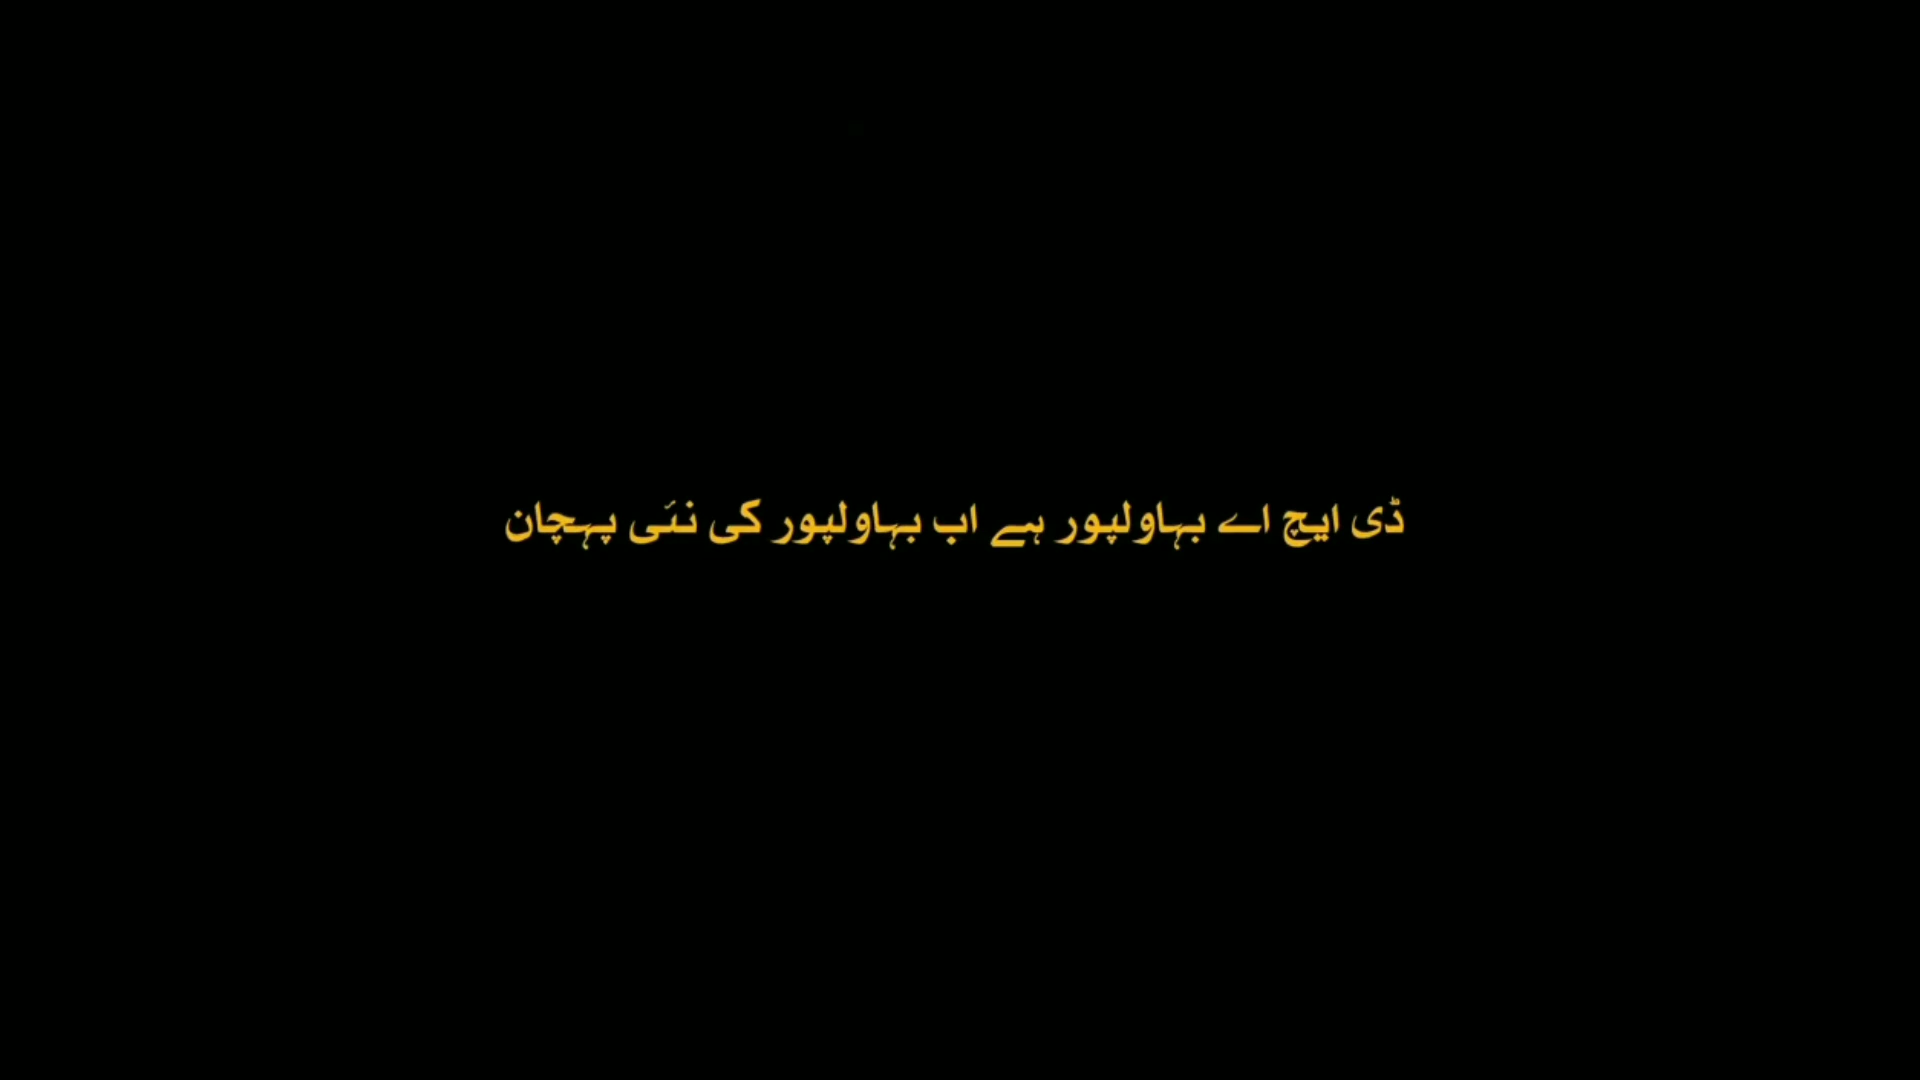 ڈی ایچ اے بہاولپور ہے اب بہاولپور کی نئی پہچان